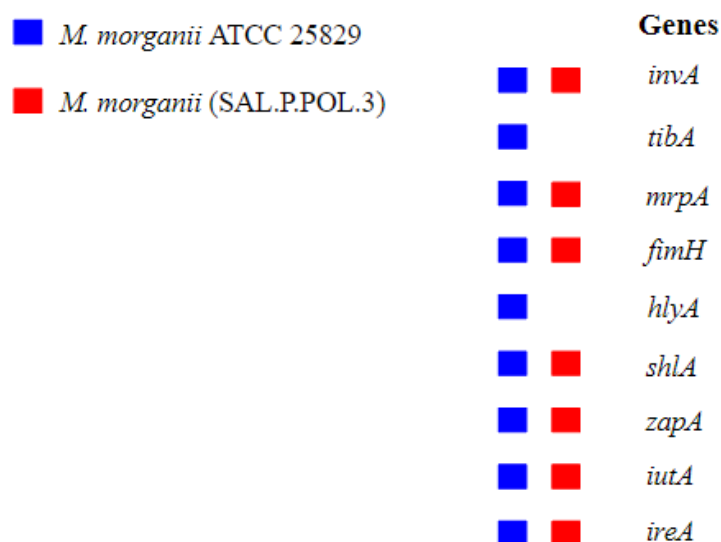 M. morganii ATCC 25829
M. morganii (SAL.P.POL.3)
Genes
invA
tibA
mrpA
fimH
hlyA
shlA
zapA
iutA
ireA